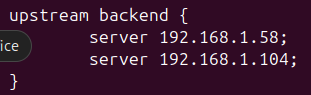 upstream backend {
ice
        server 192.168.1.58;
        server 192.168.1.104;
}